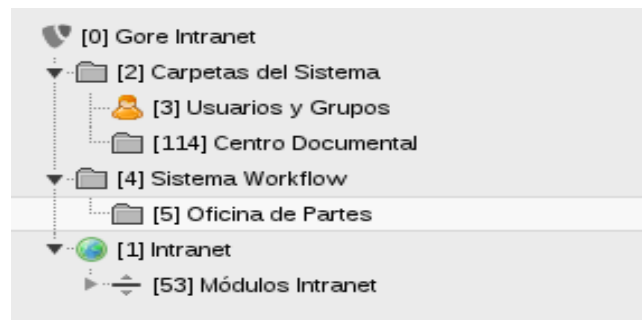 [0] Gore Intranet
[2] Carpetas del Sistema
[3] Usuarios y Grupos
[114] Centro Documental
[4] Sistema Workflow
[5] Oficina de Partes
[1] Intranet
[53] Módulos Intranet